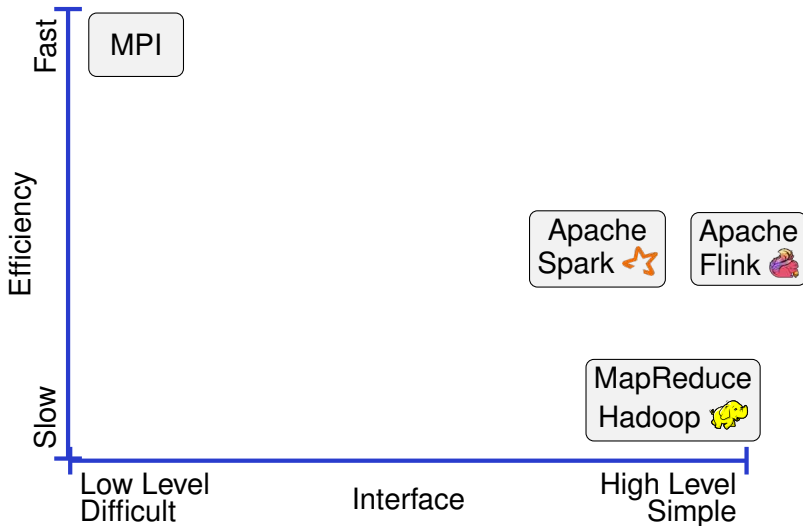 Fast
MPI
Efficiency
Apache
Spark
Apache
Flink
MapReduce
Hadoop
Slow
Low Level
Difficult
Interface
High Level
Simple